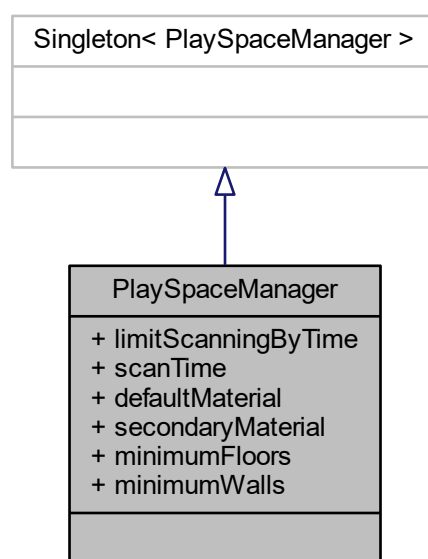 Singleton< PlaySpaceManager >
PlaySpaceManager
+ limitScanningByTime
+ scanTime
+ defaultMaterial
+ secondaryMaterial
+ minimumFloors
+ minimumWalls